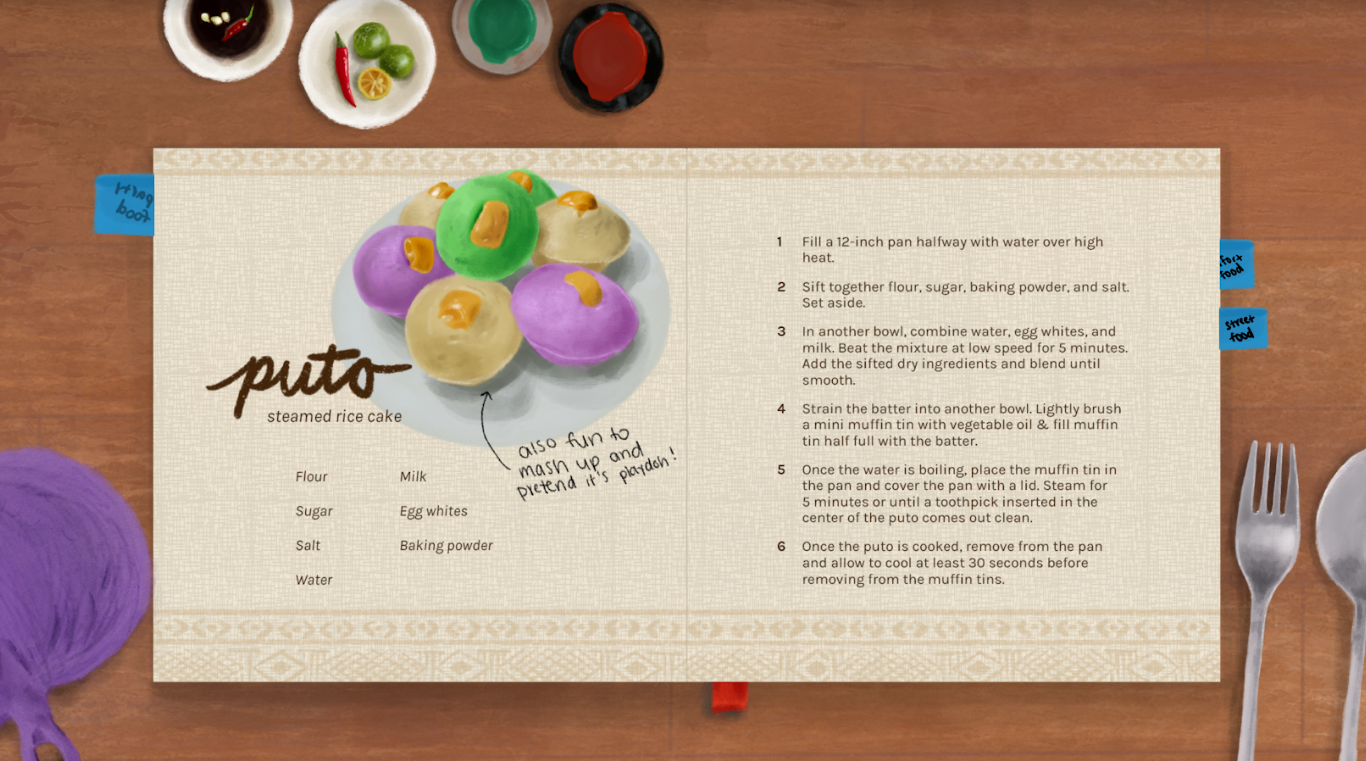 puto
steamed rice cake
also fun to
mash up and
pretend it's playdoh!
Flour
Milk
Sugar
Egg whites
Salt
Baking powder
Water
1 Fill a 12-inch pan halfway with water over high
heat.
2 Sift together flour, sugar, baking powder, and salt.
Set aside.
3 In another bowl, combine water, egg whites, and
milk. Beat the mixture at low speed for 5 minutes.
Add the sifted dry ingredients and blend until
smooth.
4 Strain the batter into another bowl. Lightly brush
a mini muffin tin with vegetable oil & fill muffin
tin half full with the batter.
5 Once the water is boiling, place the muffin tin in
the pan and cover the pan with a lid. Steam for
5 minutes or until a toothpick inserted in the
center of the puto comes out clean.
6 Once the puto is cooked, remove from the pan
and allow to cool at least 30 seconds before
removing from the muffin tins.
food
street
food